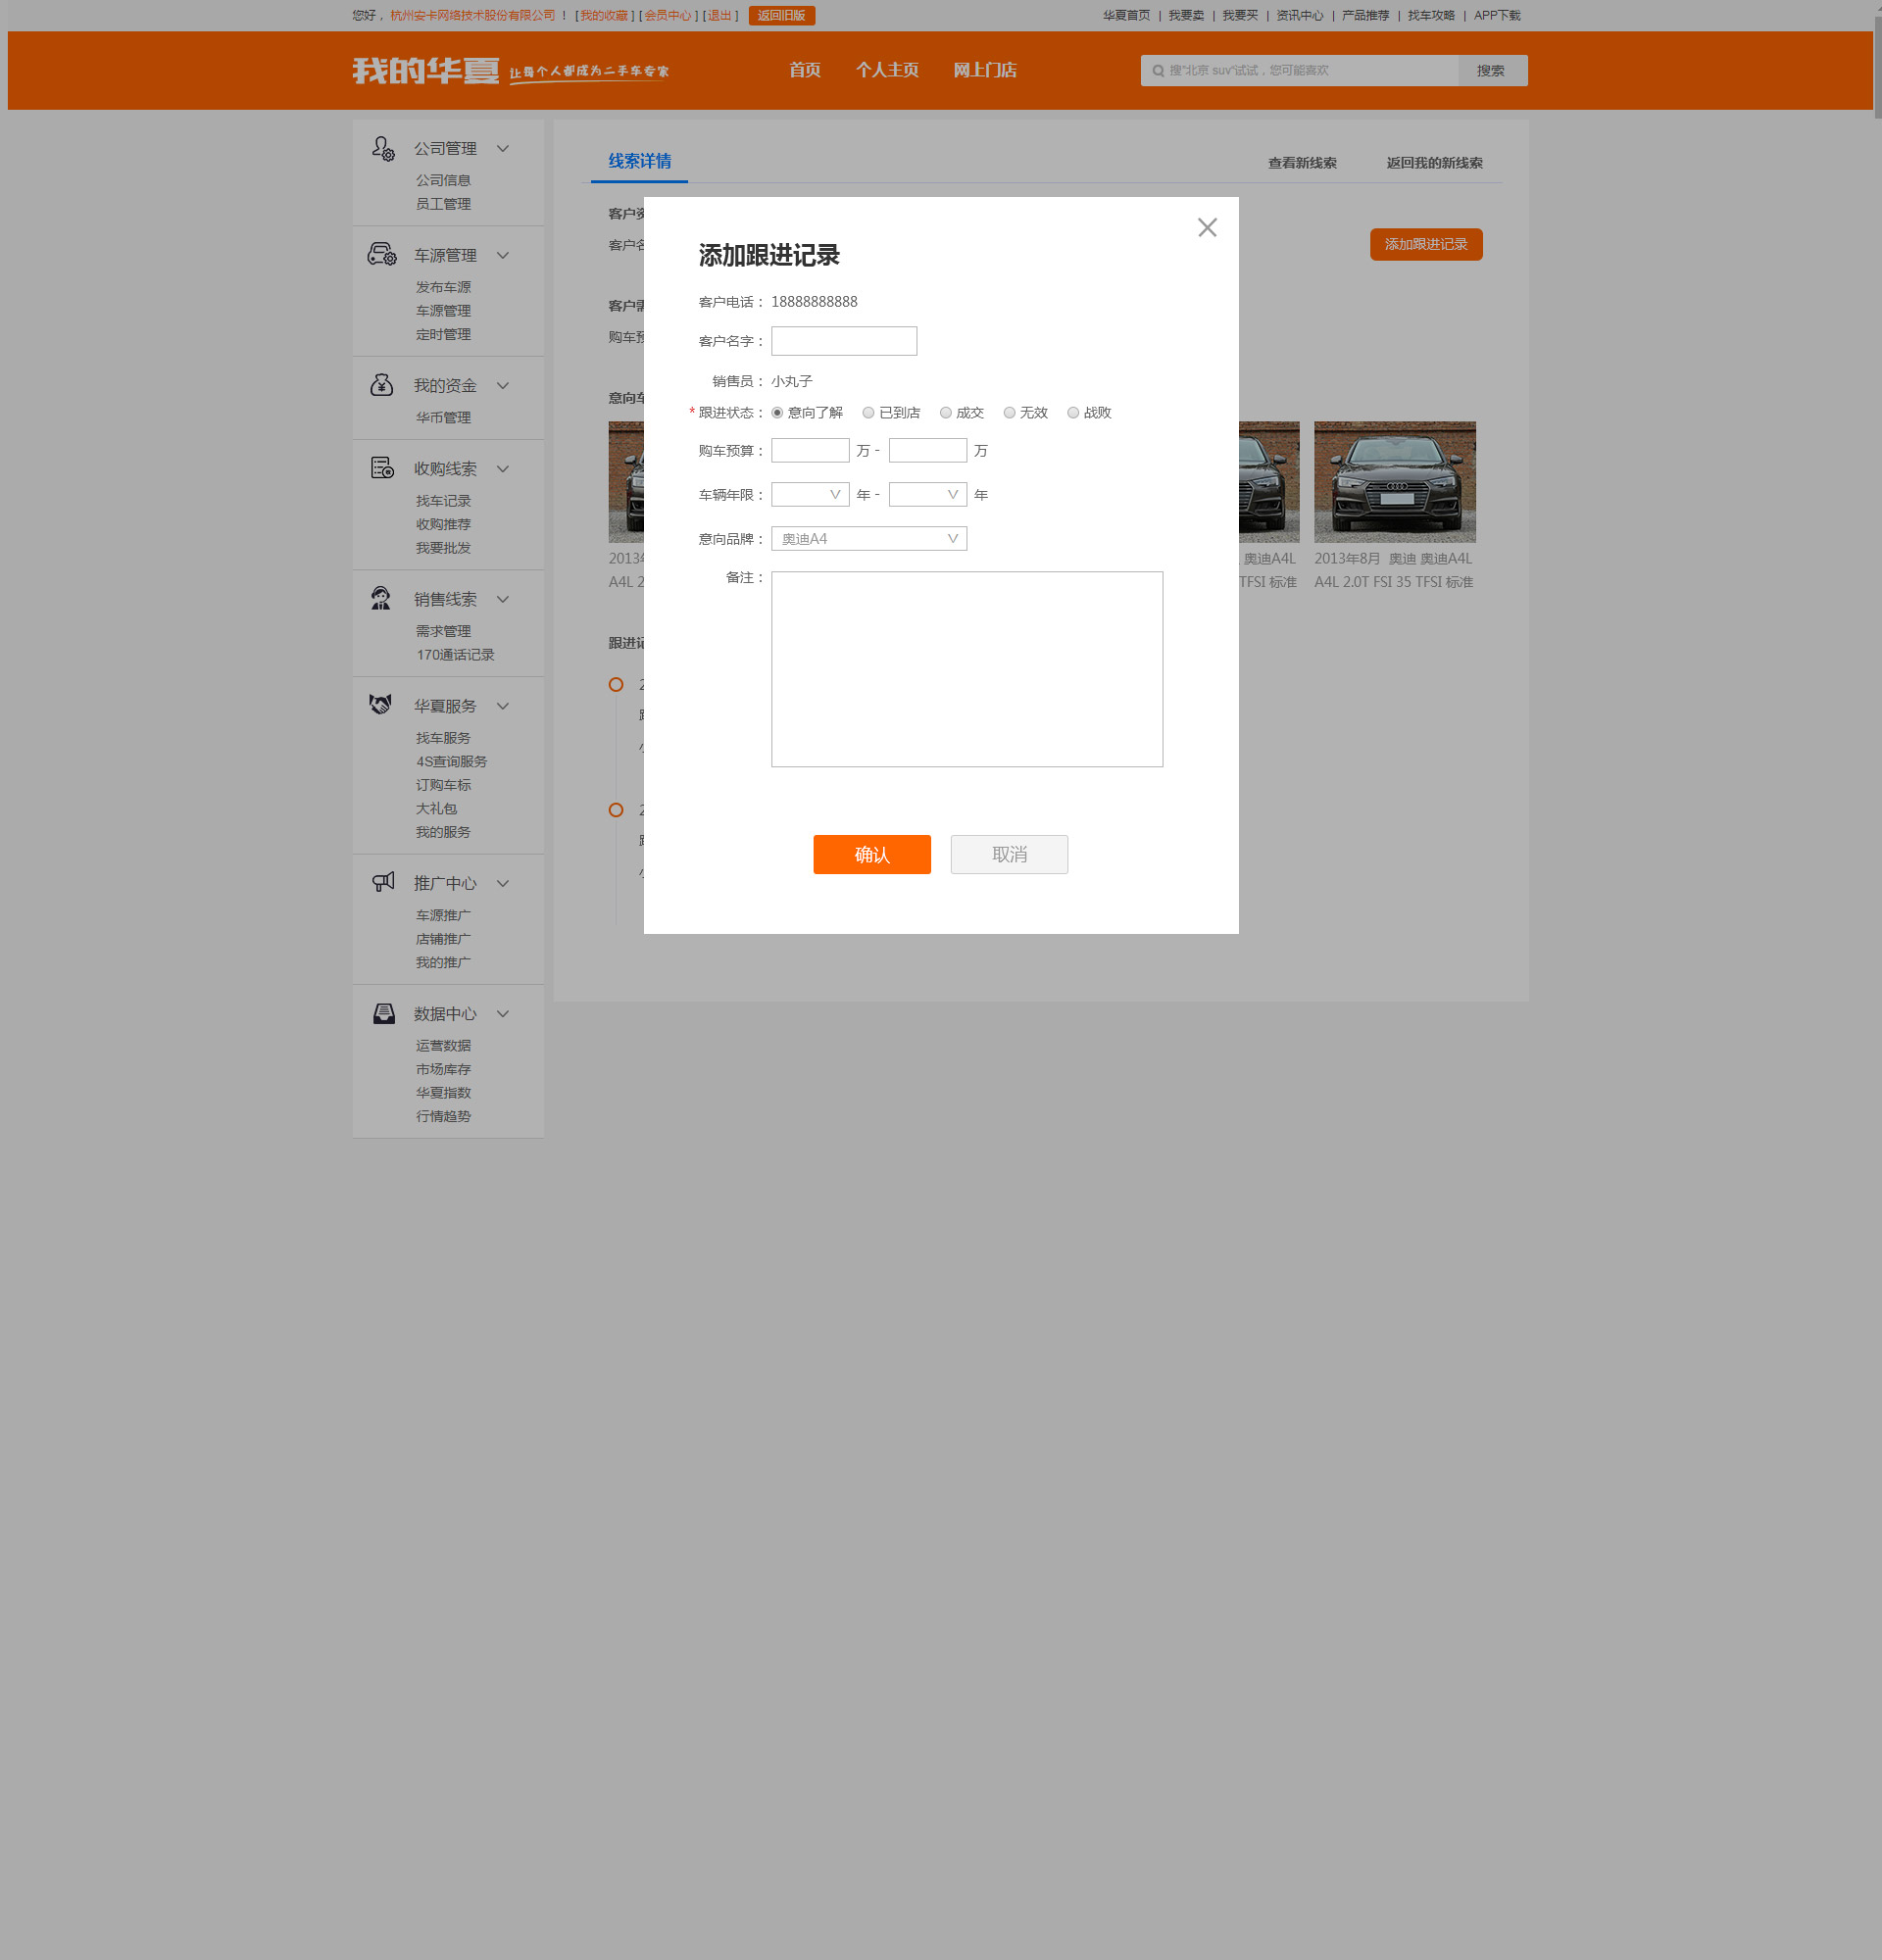 您好，杭州安卡网络技术股份有限公司 ！ [ 我的收藏 ] [ 会员中心 ] [ 退出 ] 返回旧版
华夏首页 | 我要卖 | 我要买 | 资讯中心 | 产品推荐 | 找车攻略 | APP下载
我的华夏 让每个人都成为二手车专家
首页 个人主页 网上门店
搜"北京 suv"试试，您可能喜欢 搜索
公司管理
公司信息
员工管理
车源管理
发布车源
车源管理
定时管理
我的资金
华币管理
收购线索
找车记录
收购推荐
我要批发
销售线索
需求管理
170通话记录
华夏服务
找车服务
4S查询服务
订购车标
大礼包
我的服务
推广中心
车源推广
店铺推广
我的推广
数据中心
运营数据
市场库存
华夏指数
行情趋势
线索详情 查看新线索 返回我的新线索
客户
客户
添加跟进记录
客户
购车
意向
2013
A4L 2
奥迪A4L
TFSI 标准
2013年8月 奥迪 奥迪A4L
A4L 2.0T FSI 35 TFSI 标准
跟进
添加跟进记录
客户电话： 18888888888
客户名字：
销售员： 小丸子
* 跟进状态： 意向了解 已到店 成交 无效 战败
购车预算： 万 - 万
车辆年限： 年 - 年
意向品牌： 奥迪A4
备注：
确认 取消